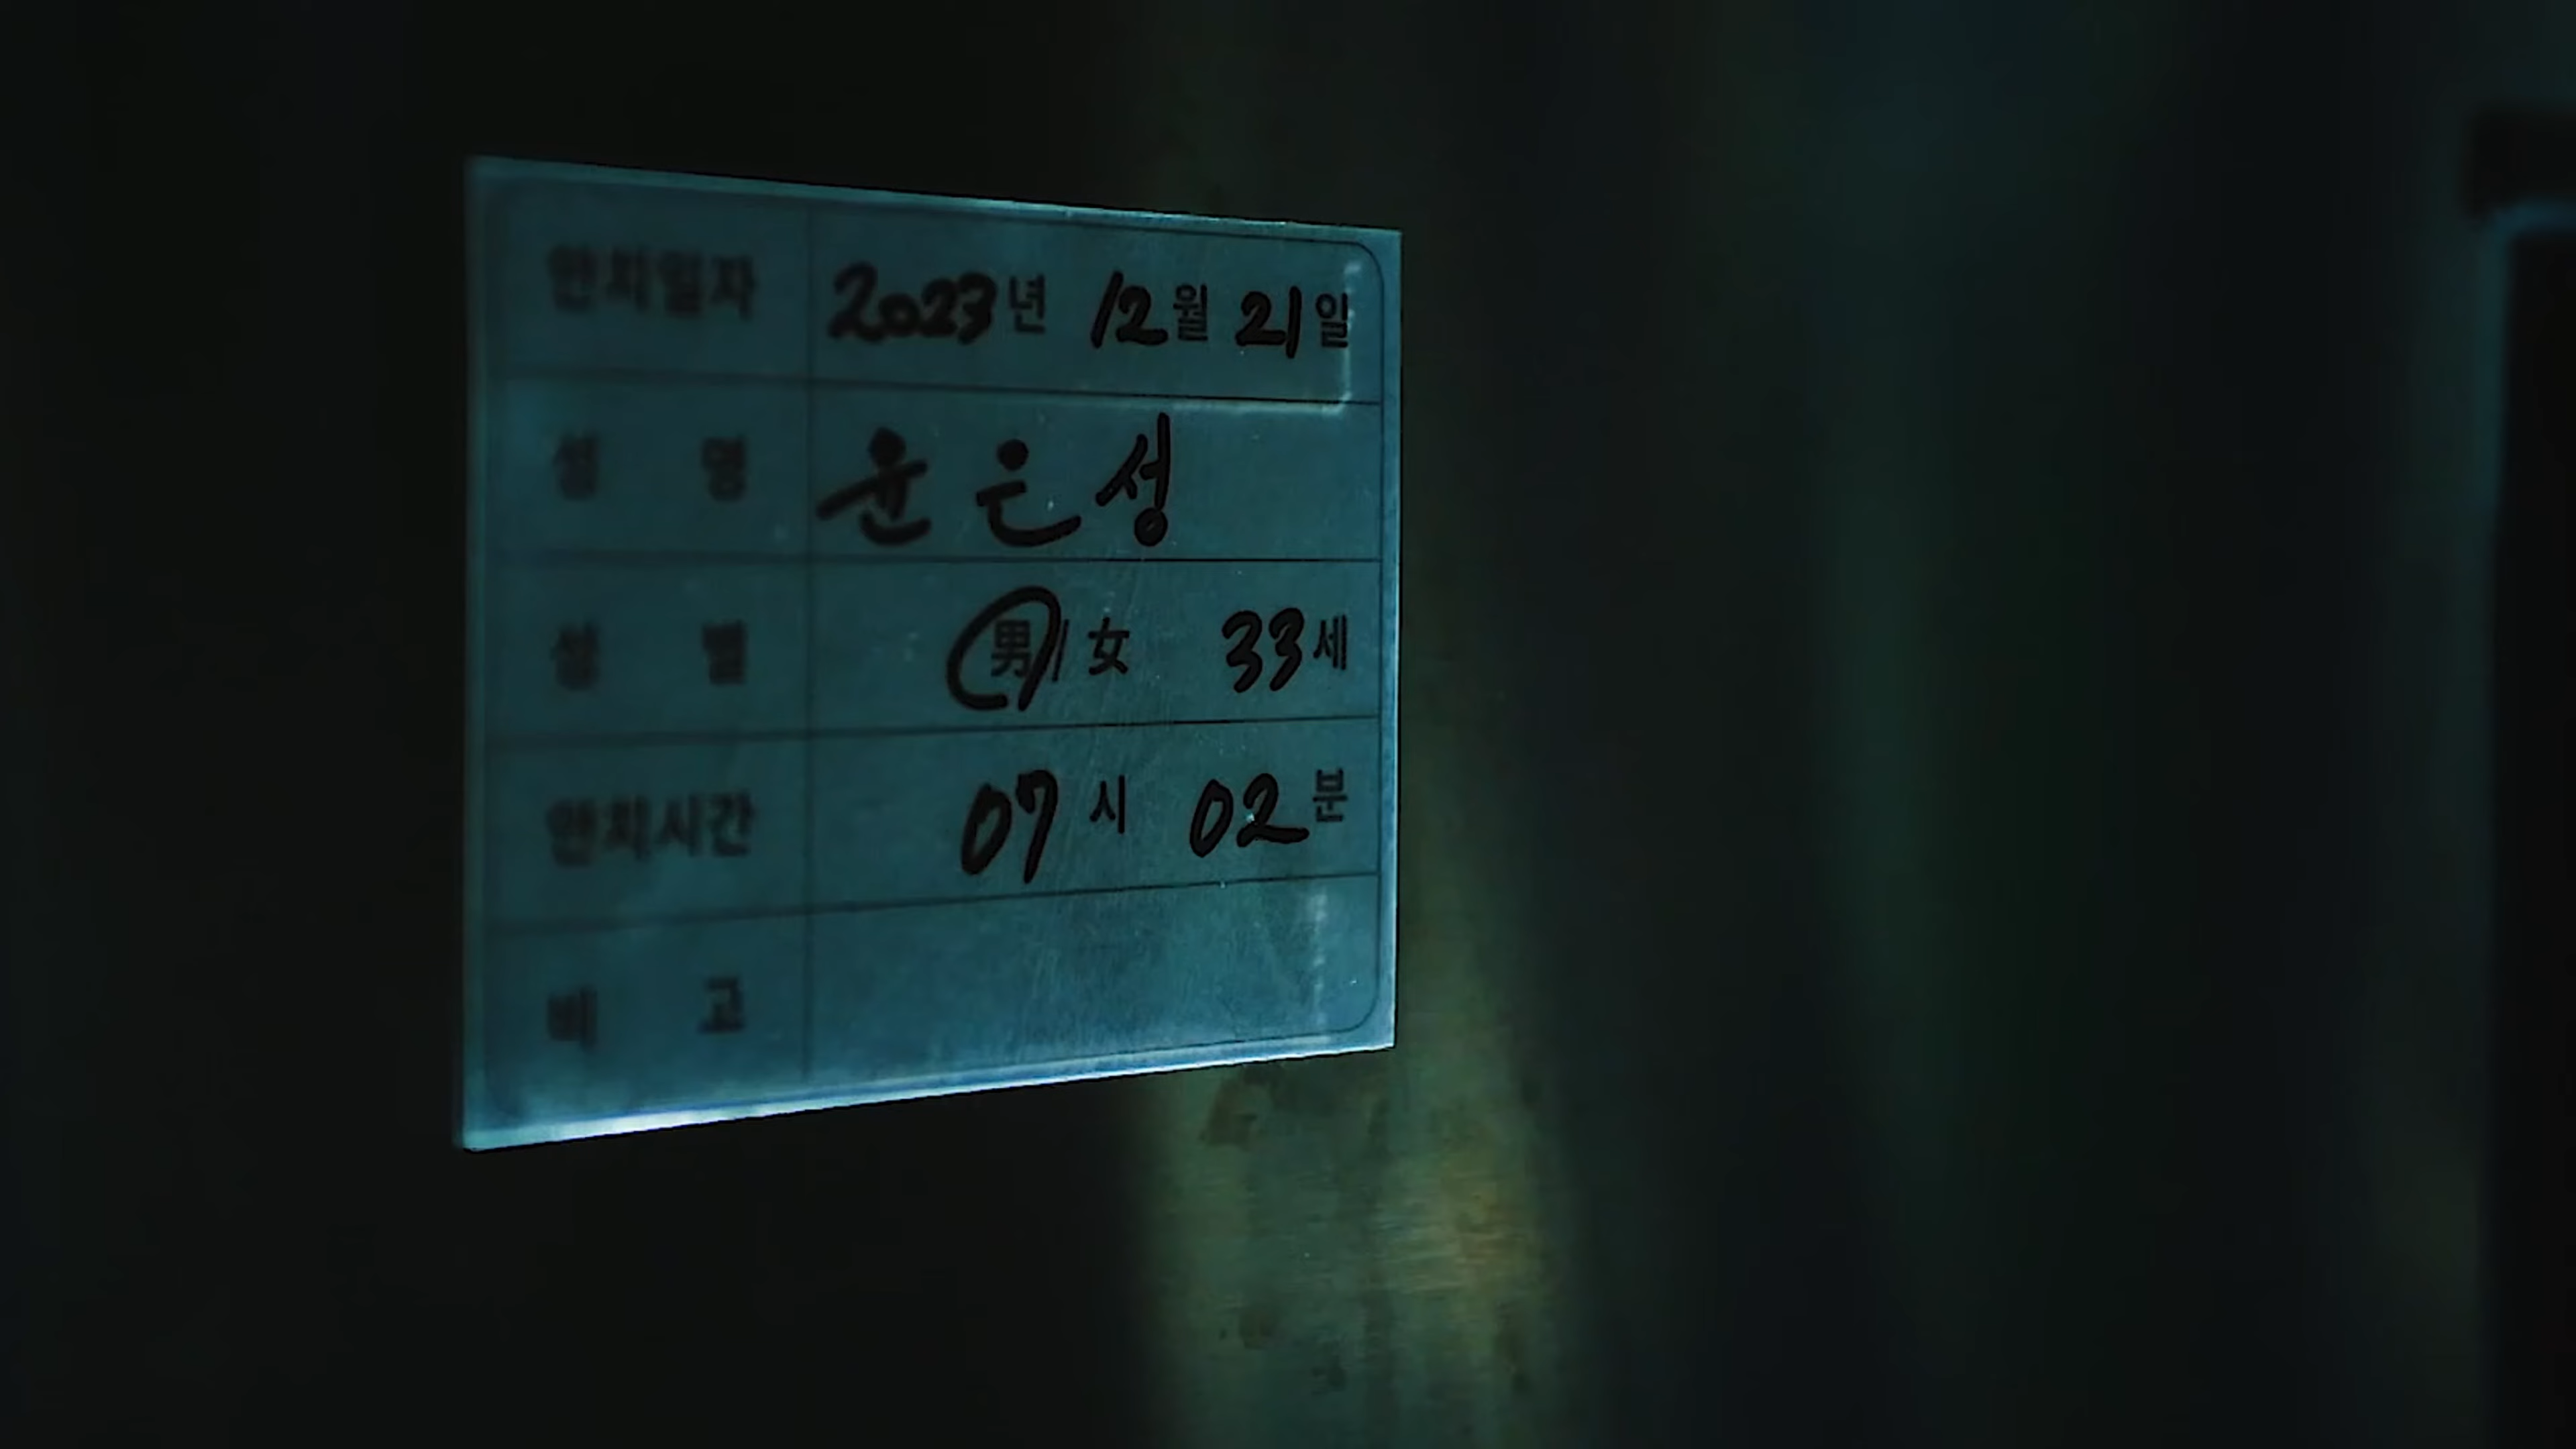 안치일자 2023년 12월 21일
성 명 윤은성
성 별 男/女 33세
안치시간 07시 02분
비 고